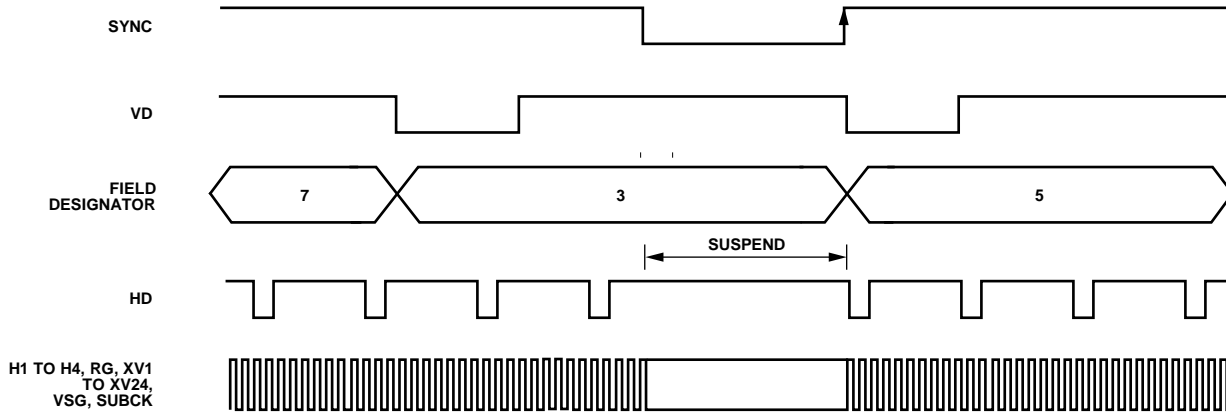 SYNC
VD
FIELD
DESIGNATOR
7
3
5
SUSPEND
HD
H1 TO H4, RG, XV1
TO XV24,
VSG, SUBCK